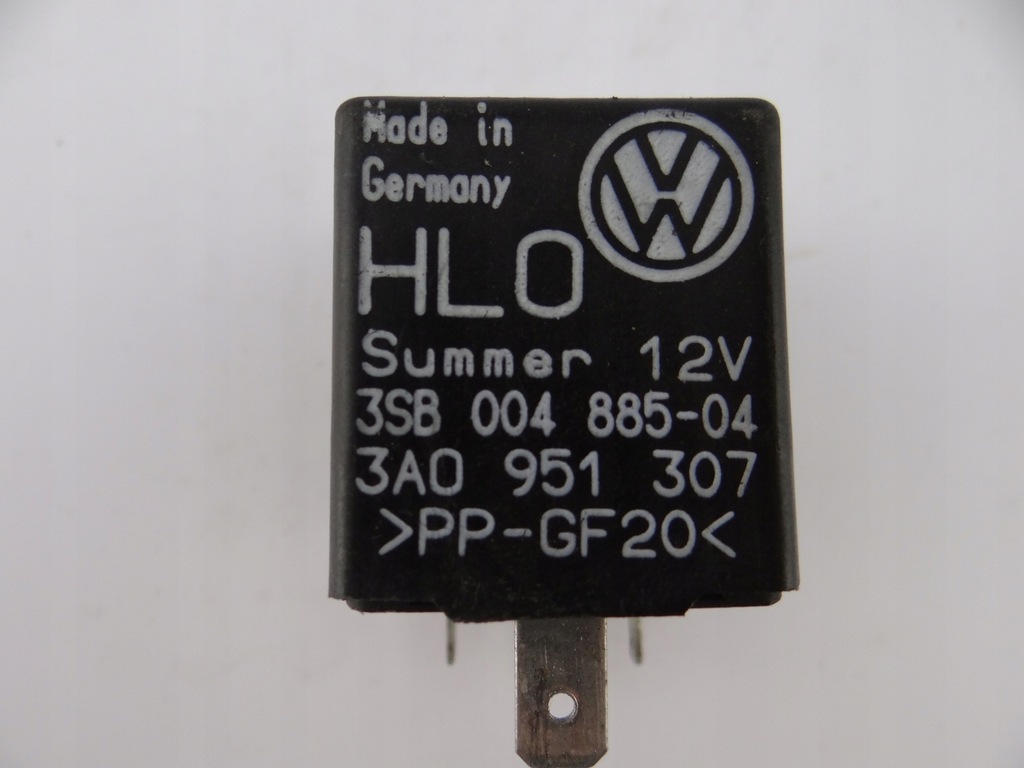 Made in
Germany
HLO
Summer 12V
3SB 004 885-04
3A0 951 307
>PP-GF20<